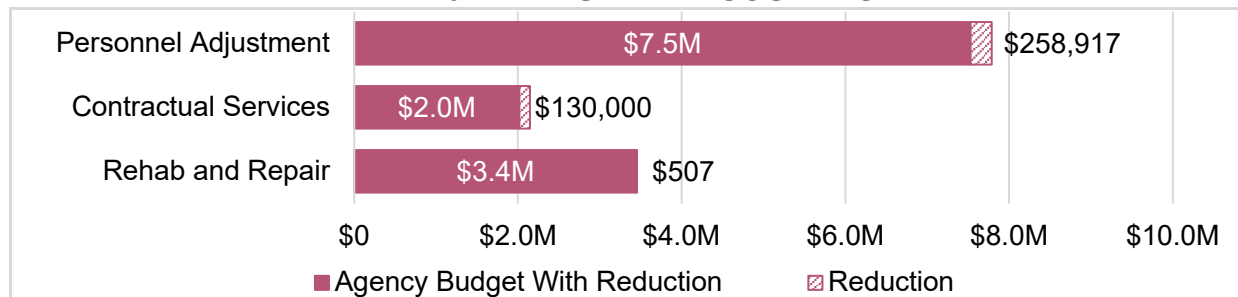 Personnel Adjustment $7.5M $258,917
Contractual Services $2.0M $130,000
Rehab and Repair $3.4M $507
$0 $2.0M $4.0M $6.0M $8.0M $10.0M
Agency Budget With Reduction Reduction